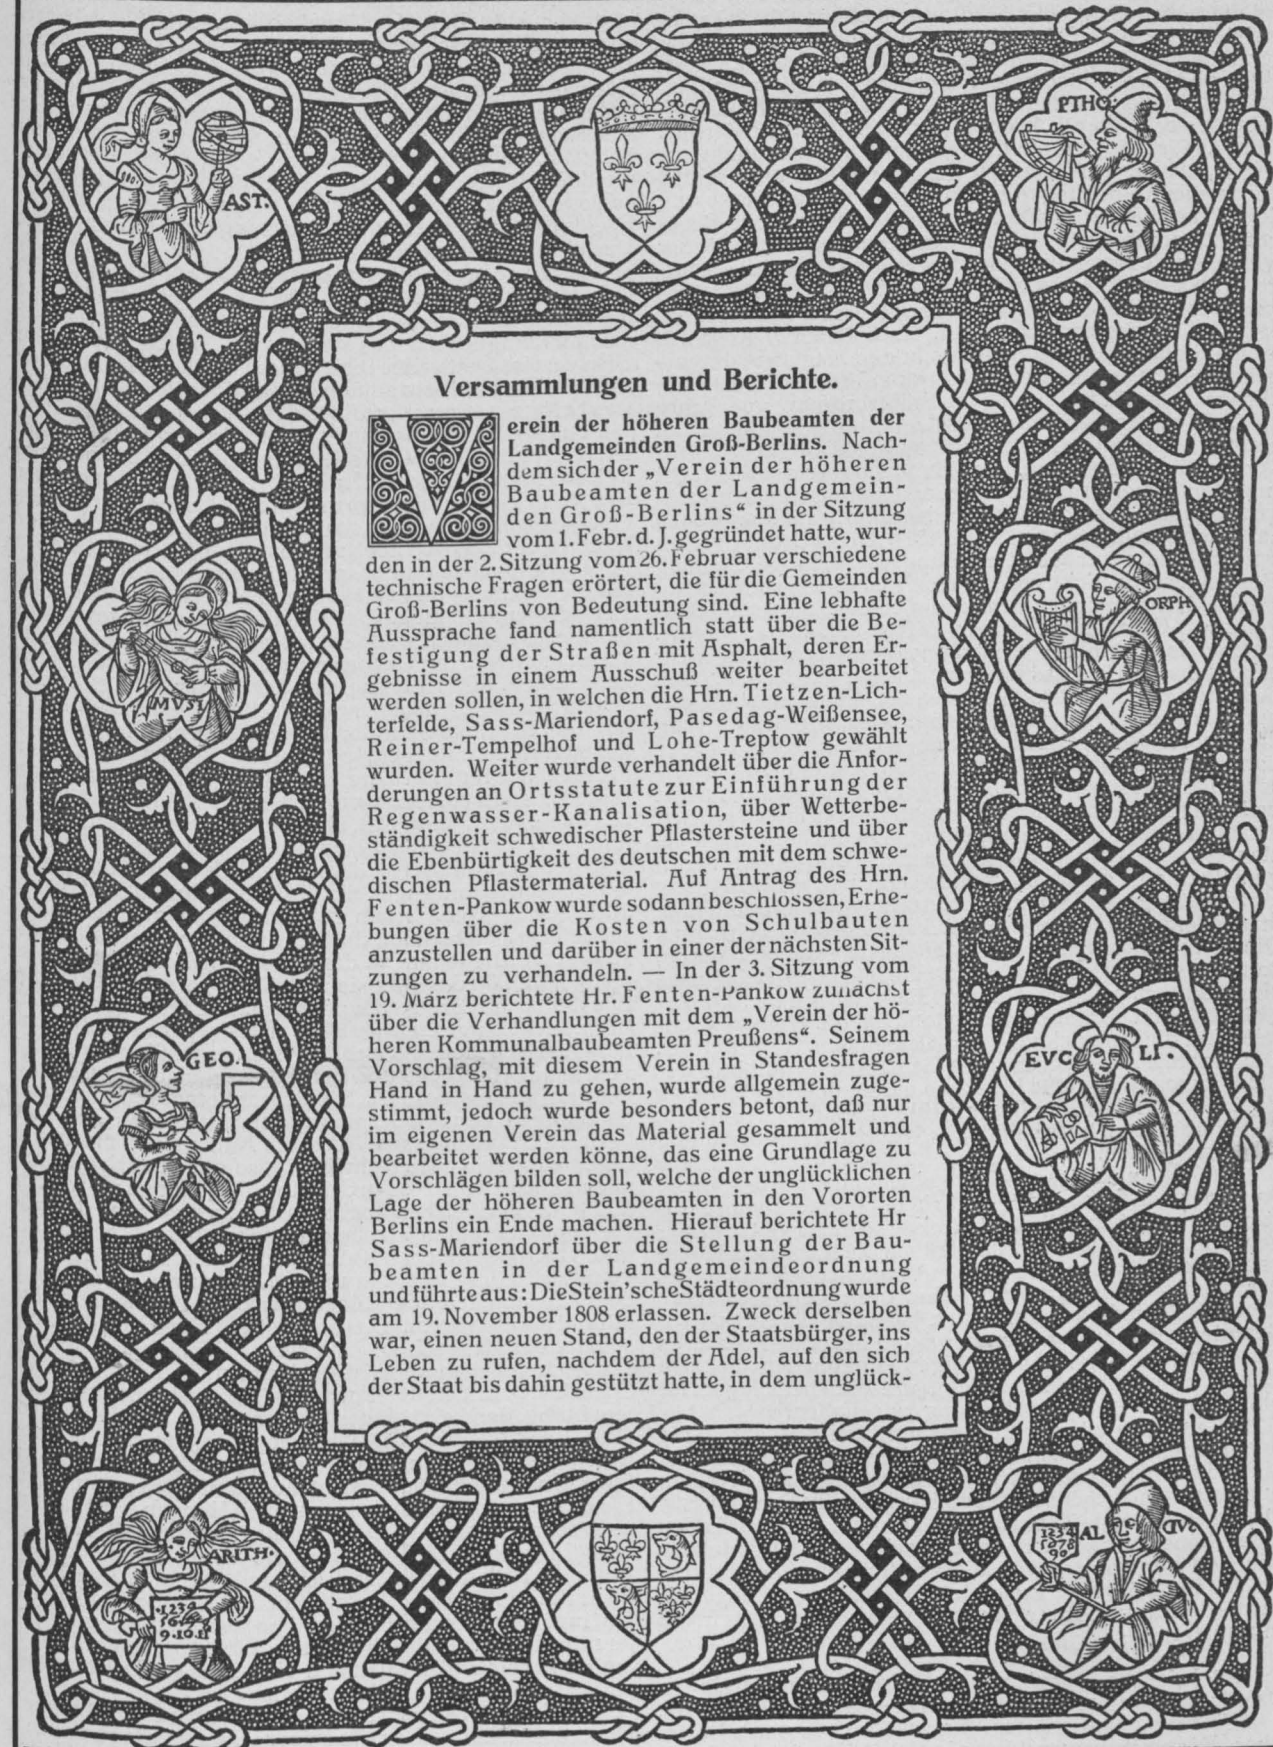 AST.
PTHO.
Versammlungen und Berichte.
Verein der höheren Baubeamten der
Landgemeinden Groß-Berlins. Nach-
dem sich der „Verein der höheren
Baubeamten der Landgemein-
den Groß-Berlins“ in der Sitzung
vom 1. Febr. d. J. gegründet hatte, wur-
den in der 2. Sitzung vom 26. Februar verschiedene
technische Fragen erörtert, die für die Gemeinden
Groß-Berlins von Bedeutung sind. Eine lebhafte
Aussprache fand namentlich statt über die Be-
festigung der Straßen mit Asphalt, deren Er-
gebnisse in einem Ausschuß weiter bearbeitet
werden sollen, in welchen die Hrn. Tietzen-Lich-
terfelde, Sass-Mariendorf, Pasedag-Weißensee,
Reiner-Tempelhof und Lohe-Treptow gewählt
wurden. Weiter wurde verhandelt über die Anfor-
derungen an Ortsstatute zur Einführung der
Regenwasser-Kanalisation, über Wetterbe-
ständigkeit schwedischer Pflastersteine und über
die Ebenbürtigkeit des deutschen mit dem schwe-
dischen Pflastermaterial. Auf Antrag des Hrn.
Fenten-Pankow wurde sodann beschlossen, Erhe-
bungen über die Kosten von Schulbauten
anzustellen und darüber in einer der nächsten Sit-
zungen zu verhandeln. — In der 3. Sitzung vom
19. März berichtete Hr. Fenten-Pankow zunächst
über die Verhandlungen mit dem „Verein der hö-
heren Kommunalbaubeamten Preußens“. Seinem
Vorschlag, mit diesem Verein in Standesfragen
Hand in Hand zu gehen, wurde allgemein zuge-
stimmt, jedoch wurde besonders betont, daß nur
im eigenen Verein das Material gesammelt und
bearbeitet werden könne, das eine Grundlage zu
Vorschlägen bilden soll, welche der unglücklichen
Lage der höheren Baubeamten in den Vororten
Berlins ein Ende machen. Hierauf berichtete Hr
Sass-Mariendorf über die Stellung der Bau-
beamten in der Landgemeindeordnung
und führte aus: Die Stein'sche Städteordnung wurde
am 19. November 1808 erlassen. Zweck derselben
war, einen neuen Stand, den der Staatsbürger, ins
Leben zu rufen, nachdem der Adel, auf den sich
der Staat bis dahin gestützt hatte, in dem unglück-
MVSI
ORPH
GEO.
EVCLI.
ARITH.
1234
9.10.11
AL
1234
5678
90